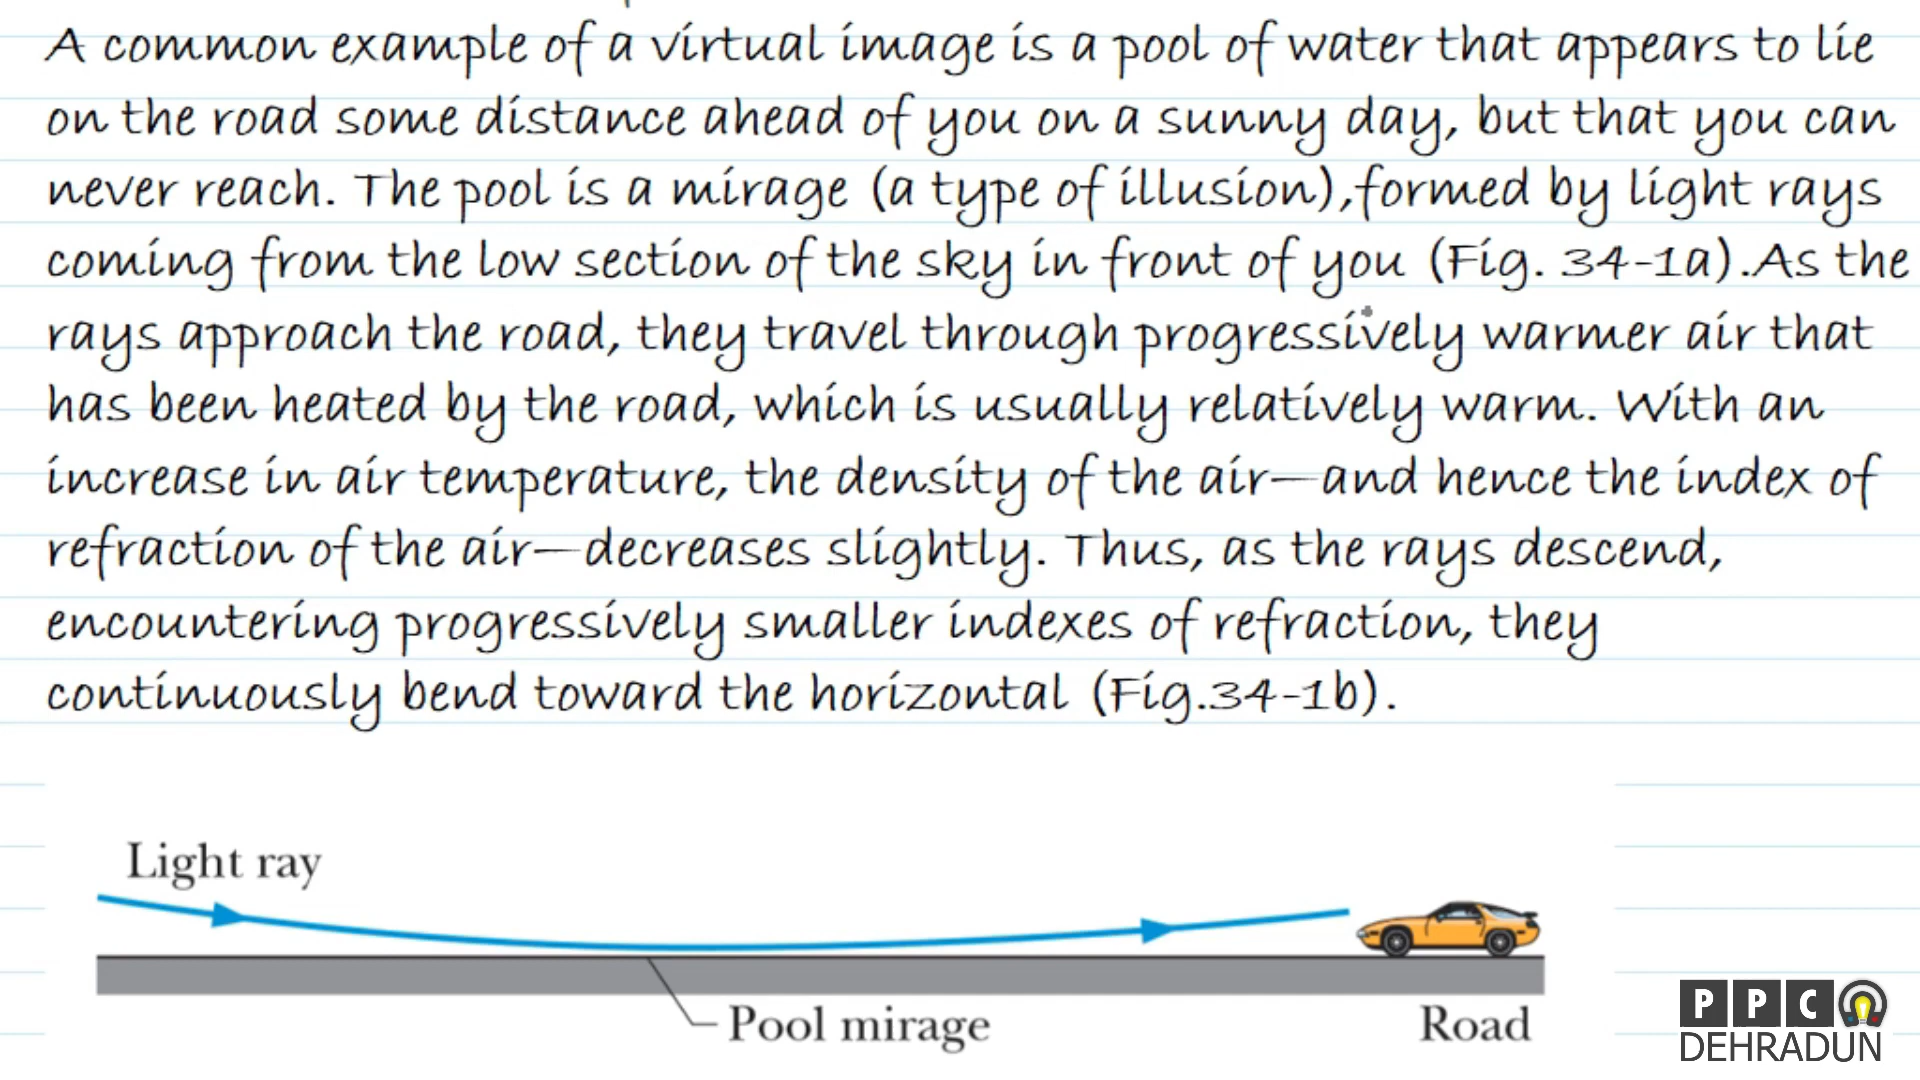 A common example of a virtual image is a pool of water that appears to lie
on the road some distance ahead of you on a sunny day, but that you can
never reach. The pool is a mirage (a type of illusion),formed by light rays
coming from the low section of the sky in front of you (Fig. 34-1a).As the
rays approach the road, they travel through progressively warmer air that
has been heated by the road, which is usually relatively warm. With an
increase in air temperature, the density of the air—and hence the index of
refraction of the air—decreases slightly. Thus, as the rays descend,
encountering progressively smaller indexes of refraction, they
continuously bend toward the horizontal (Fig.34-1b).
Light ray
Pool mirage
Road
PPC
DEHRADUN